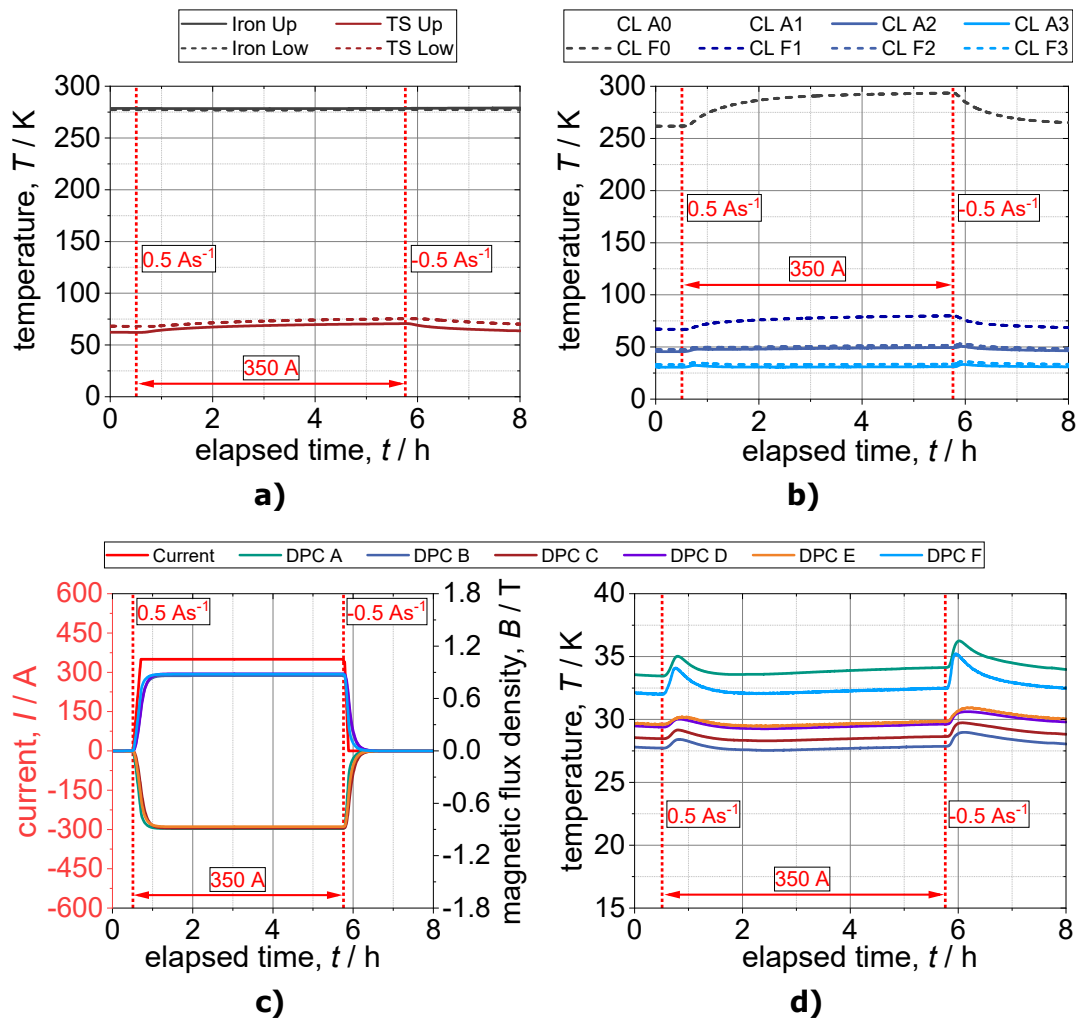 Iron Up TS Up
Iron Low TS Low
CL A0 CL A1 CL A2 CL A3
CL F0 CL F1 CL F2 CL F3
300
250
200
150
100
50
0
temperature, T / K
0.5 As⁻¹
-0.5 As⁻¹
350 A
0 2 4 6 8
elapsed time, t / h
a)
300
250
200
150
100
50
0
temperature, T / K
0.5 As⁻¹
-0.5 As⁻¹
350 A
0 2 4 6 8
elapsed time, t / h
b)
Current DPC A DPC B DPC C DPC D DPC E DPC F
600
450
300
150
0
-150
-300
-450
-600
current, I / A
0.5 As⁻¹
-0.5 As⁻¹
350 A
1.8
1.2
0.6
0.0
-0.6
-0.9
-1.2
-1.8
magnetic flux density, B / T
0 2 4 6 8
elapsed time, t / h
c)
40
35
30
25
20
15
temperature, T / K
0.5 As⁻¹
-0.5 As⁻¹
350 A
0 2 4 6 8
elapsed time, t / h
d)